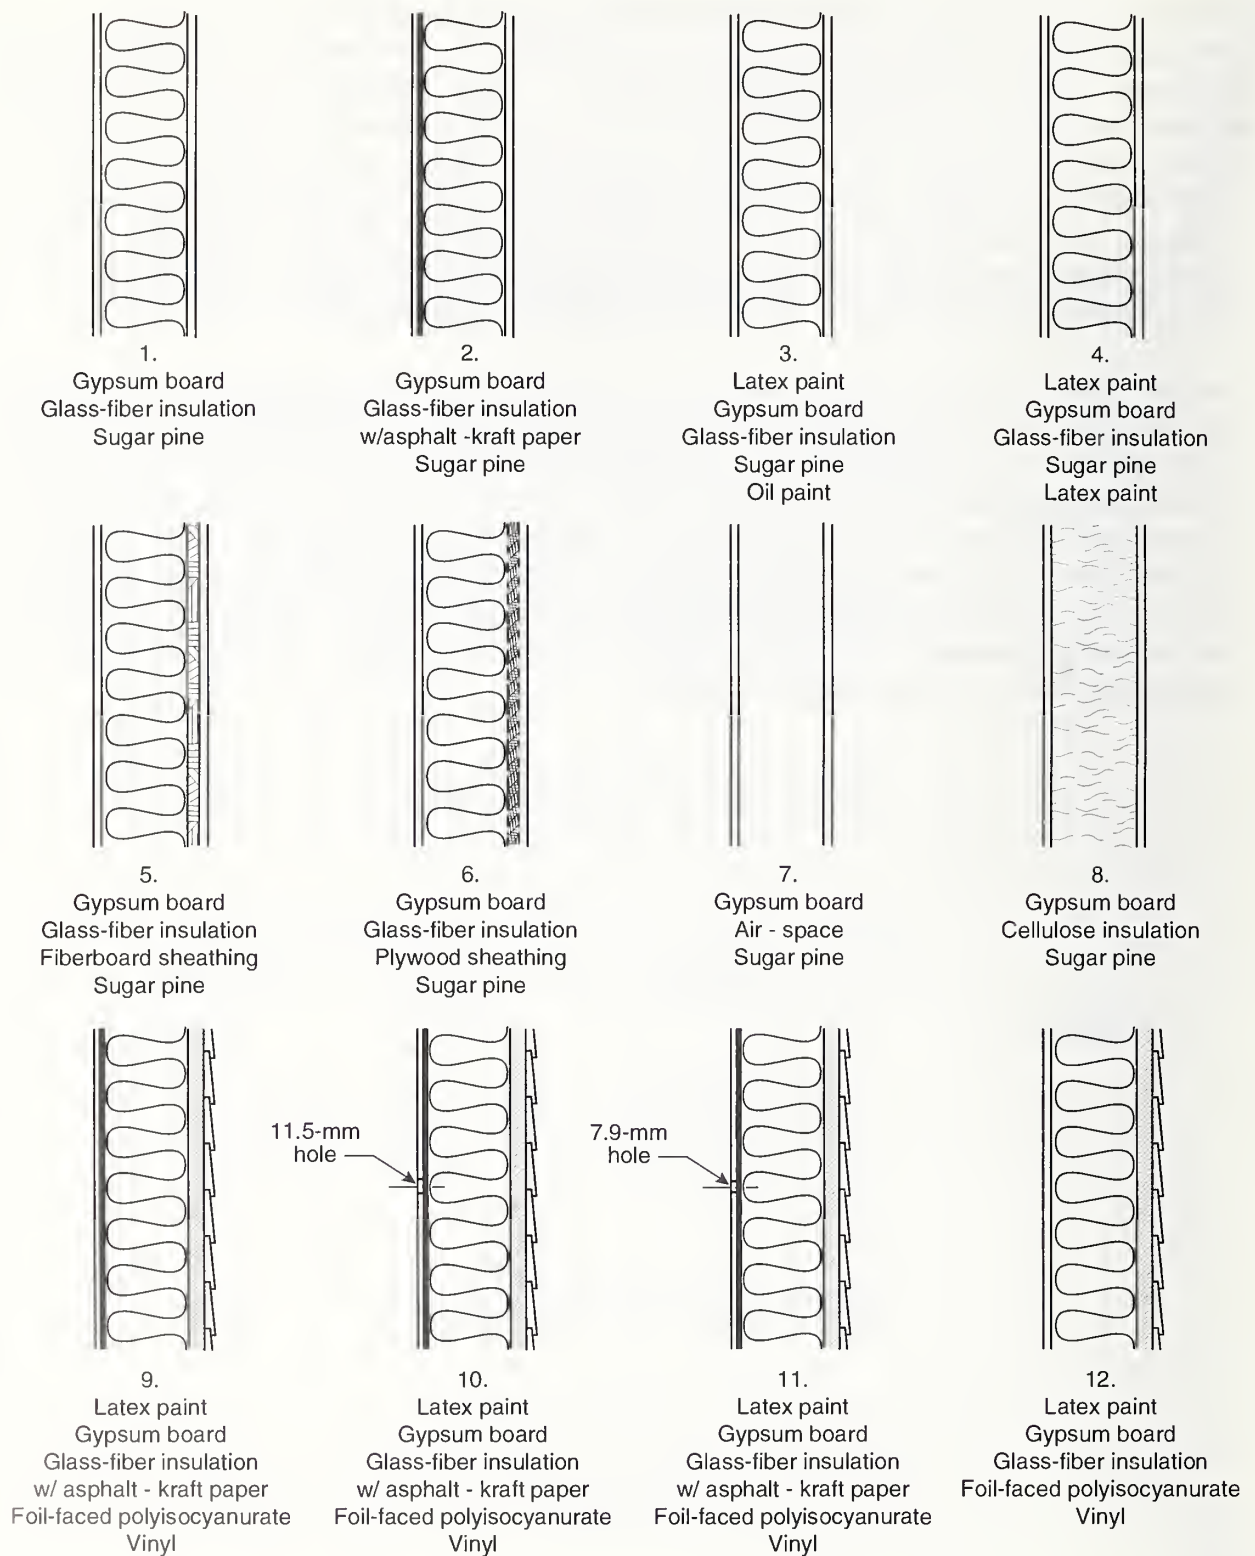 1.
Gypsum board
Glass-fiber insulation
Sugar pine
2.
Gypsum board
Glass-fiber insulation
w/asphalt -kraft paper
Sugar pine
3.
Latex paint
Gypsum board
Glass-fiber insulation
Sugar pine
Oil paint
4.
Latex paint
Gypsum board
Glass-fiber insulation
Sugar pine
Latex paint
5.
Gypsum board
Glass-fiber insulation
Fiberboard sheathing
Sugar pine
6.
Gypsum board
Glass-fiber insulation
Plywood sheathing
Sugar pine
7.
Gypsum board
Air - space
Sugar pine
8.
Gypsum board
Cellulose insulation
Sugar pine
9.
Latex paint
Gypsum board
Glass-fiber insulation
w/ asphalt - kraft paper
Foil-faced polyisocyanurate
Vinyl
11.5-mm
hole
10.
Latex paint
Gypsum board
Glass-fiber insulation
w/ asphalt - kraft paper
Foil-faced polyisocyanurate
Vinyl
7.9-mm
hole
11.
Latex paint
Gypsum board
Glass-fiber insulation
w/ asphalt - kraft paper
Foil-faced polyisocyanurate
Vinyl
12.
Latex paint
Gypsum board
Glass-fiber insulation
Foil-faced polyisocyanurate
Vinyl